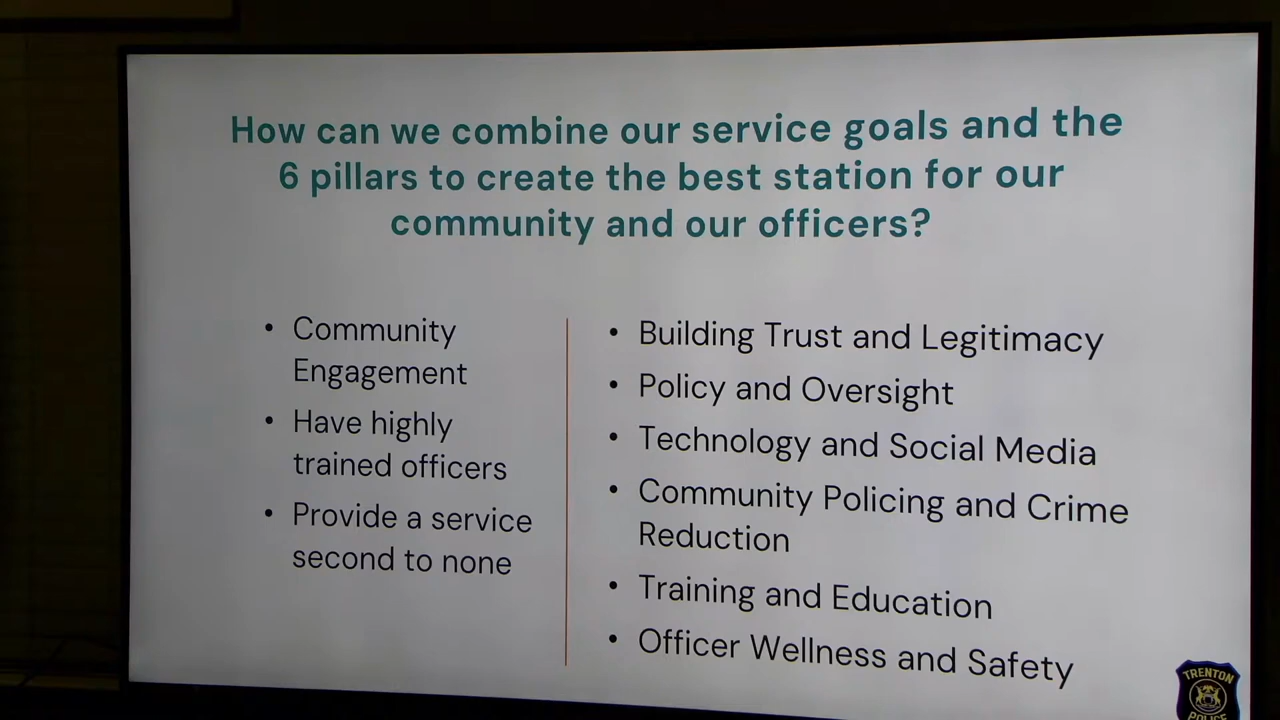 How can we combine our service goals and the
6 pillars to create the best station for our
community and our officers?
• Community
Engagement
• Have highly
trained officers
• Provide a service
second to none
• Building Trust and Legitimacy
• Policy and Oversight
• Technology and Social Media
• Community Policing and Crime
Reduction
• Training and Education
• Officer Wellness and Safety
TRENTON
POLICE